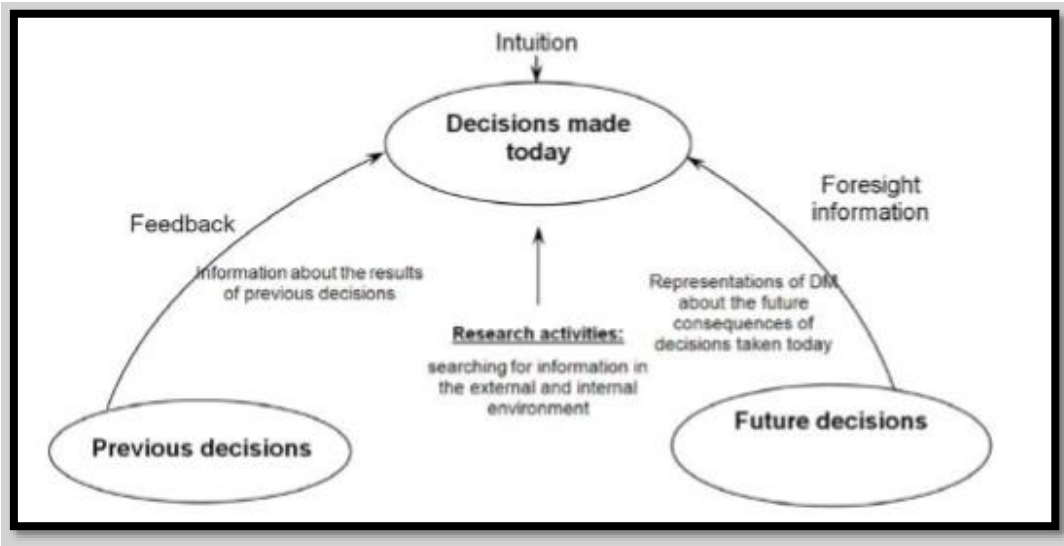 Intuition
Decisions made
today
Foresight
information
Feedback
Information about the results
of previous decisions
Representations of DM
about the future
consequences of
decisions taken today
Research activities:
searching for information in
the external and internal
environment
Previous decisions
Future decisions